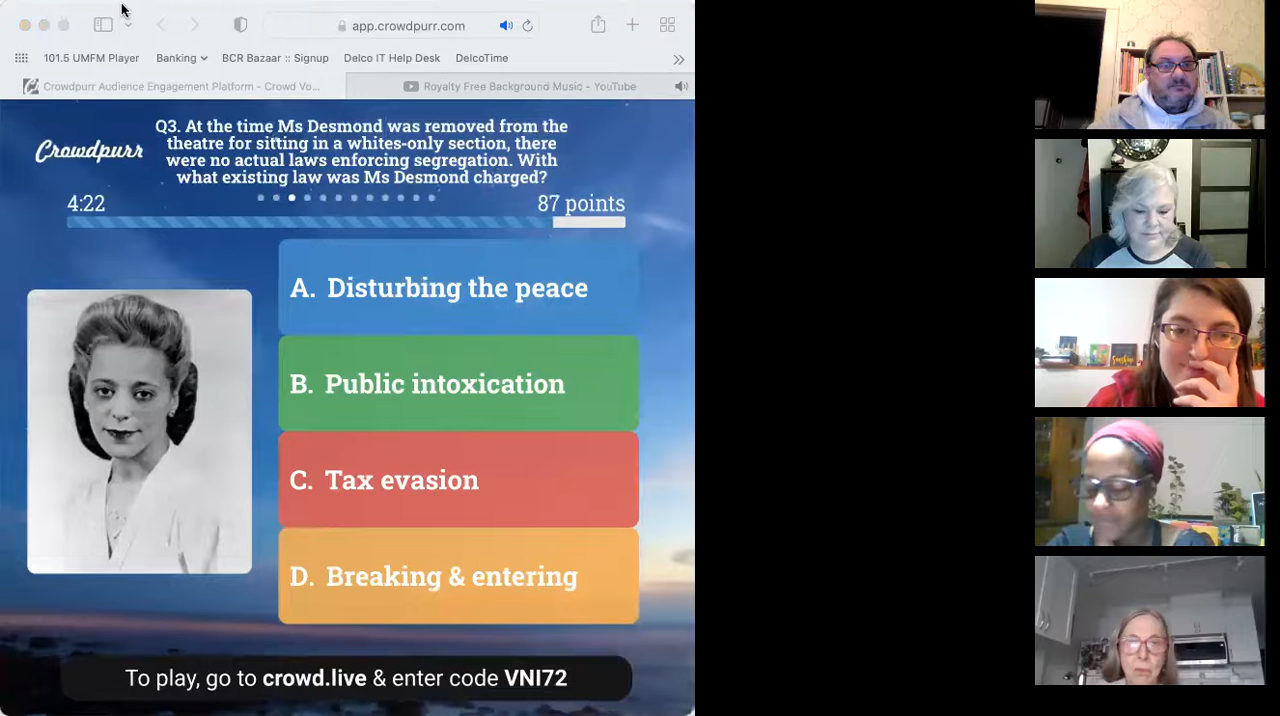 app.crowdpurr.com
101.5 UMFM Player Banking BCR Bazaar :: Signup Delco IT Help Desk DelcoTime
Crowdpurr Audience Engagement Platform - Crowd Vo... Royalty Free Background Music - YouTube
Crowdpurr
Q3. At the time Ms Desmond was removed from the
theatre for sitting in a whites-only section, there
were no actual laws enforcing segregation. With
what existing law was Ms Desmond charged?
4:22 87 points
A. Disturbing the peace
B. Public intoxication
C. Tax evasion
D. Breaking & entering
To play, go to crowd.live & enter code VNI72